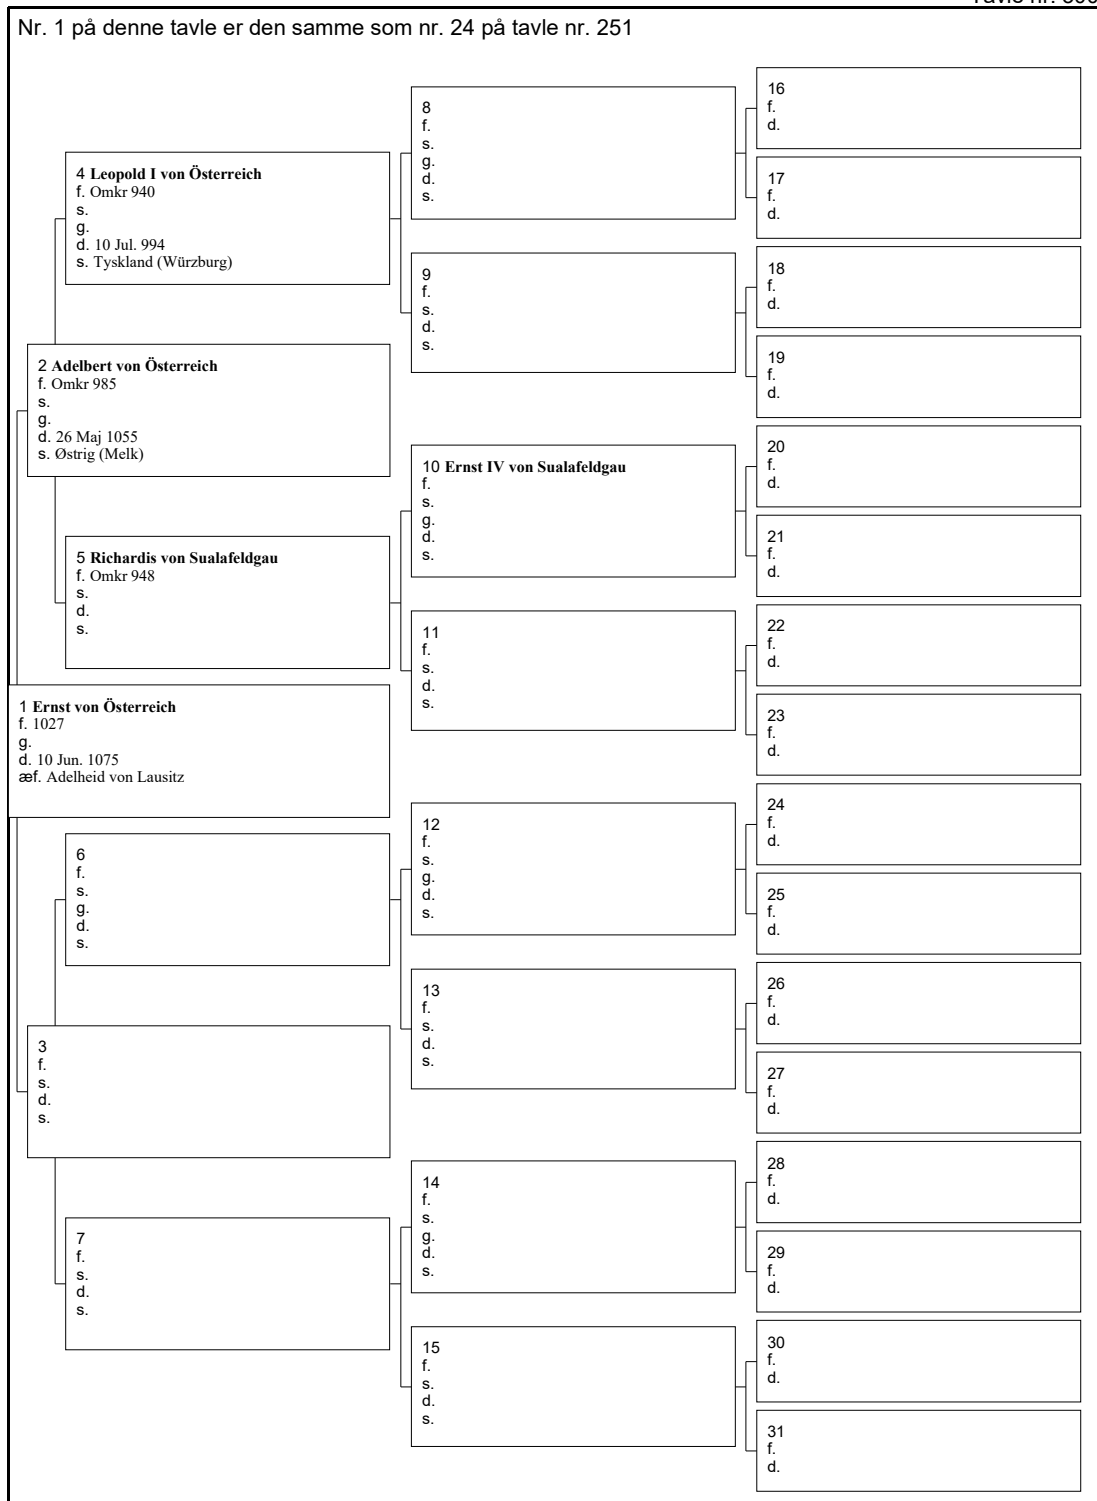 Nr. 1 på denne tavle er den samme som nr. 24 på tavle nr. 251
4 Leopold I von Österreich
f. Omkr 940
s.
g.
d. 10 Jul. 994
s. Tyskland (Würzburg)
2 Adelbert von Österreich
f. Omkr 985
s.
g.
d. 26 Maj 1055
s. Østrig (Melk)
5 Richardis von Sualafeldgau
f. Omkr 948
s.
d.
s.
1 Ernst von Österreich
f. 1027
g.
d. 10 Jun. 1075
æf. Adelheid von Lausitz
6
f.
s.
g.
d.
s.
3
f.
s.
d.
s.
7
f.
s.
d.
s.
8
f.
s.
g.
d.
s.
9
f.
s.
d.
s.
10 Ernst IV von Sualafeldgau
f.
s.
g.
d.
s.
11
f.
s.
d.
s.
12
f.
s.
g.
d.
s.
13
f.
s.
d.
s.
14
f.
s.
g.
d.
s.
15
f.
s.
d.
s.
16
f.
d.
17
f.
d.
18
f.
d.
19
f.
d.
20
f.
d.
21
f.
d.
22
f.
d.
23
f.
d.
24
f.
d.
25
f.
d.
26
f.
d.
27
f.
d.
28
f.
d.
29
f.
d.
30
f.
d.
31
f.
d.